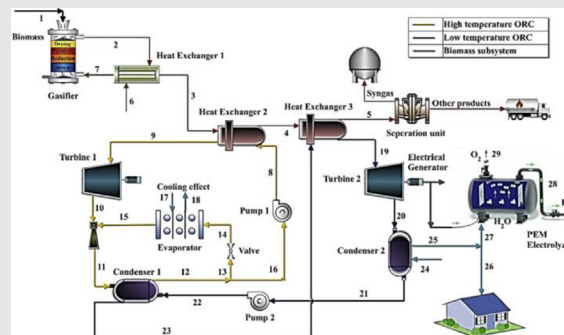 1
Biomass
Drying
Gasifier
2
7
6
Heat Exchanger 1
3
High temperature ORC
Low temperature ORC
Biomass subsystem
Syngas
Other products
Seperation unit
Heat Exchanger 2
4
Heat Exchanger 3
5
9
Turbine 1
10
15
Cooling effect
17
18
Evaporator
14
Valve
13
8
Pump 1
16
11
12
Condenser 1
23
22
Pump 2
21
19
Turbine 2
Electrical
Generator
20
Condenser 2
25
24
O2
29
28
H2O
27
26
PEM
Electrolyz